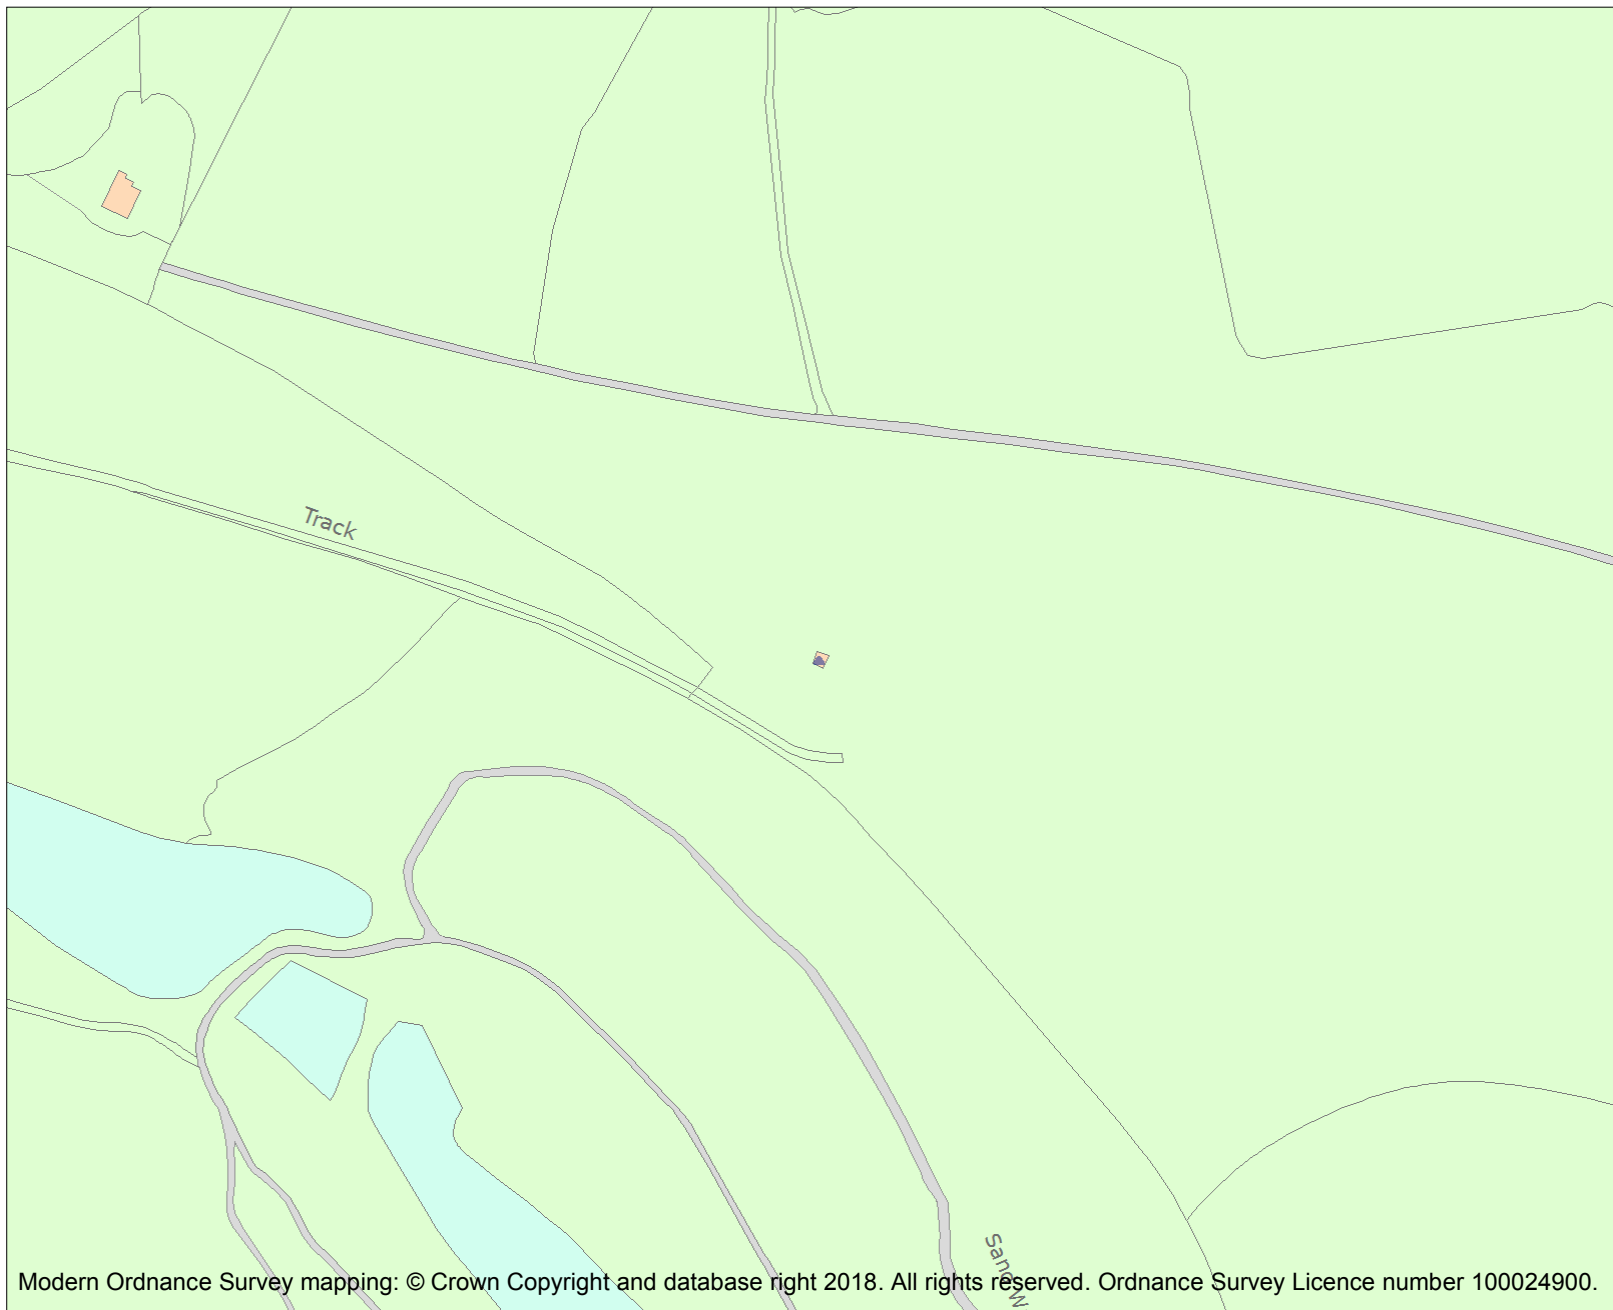 Track
Sand W
Modern Ordnance Survey mapping: © Crown Copyright and database right 2018. All rights reserved. Ordnance Survey Licence number 100024900.